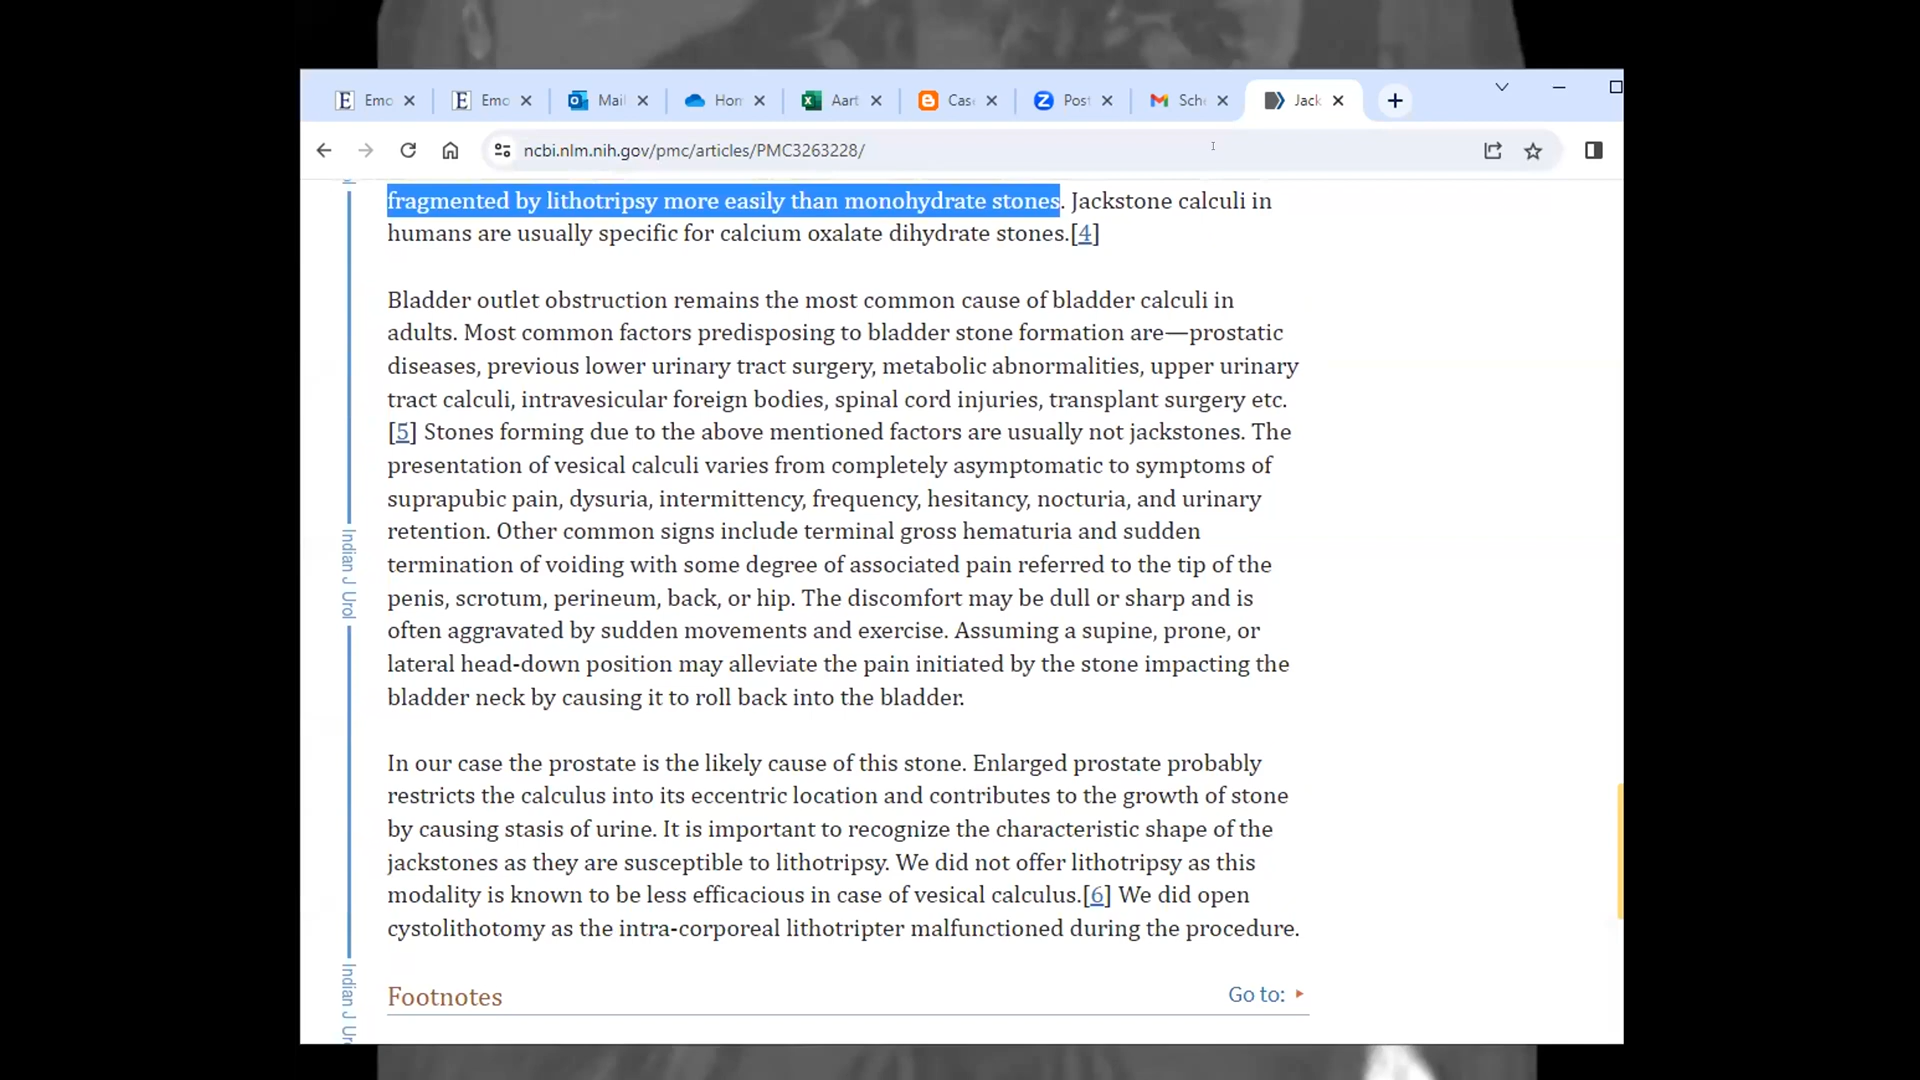 Emo
Emo
Mail
Hom
Aart
Cas
Post
Sche
Jack
ncbi.nlm.nih.gov/pmc/articles/PMC3263228/
fragmented by lithotripsy more easily than monohydrate stones. Jackstone calculi in
humans are usually specific for calcium oxalate dihydrate stones.[4]
Bladder outlet obstruction remains the most common cause of bladder calculi in
adults. Most common factors predisposing to bladder stone formation are—prostatic
diseases, previous lower urinary tract surgery, metabolic abnormalities, upper urinary
tract calculi, intravesicular foreign bodies, spinal cord injuries, transplant surgery etc.
[5] Stones forming due to the above mentioned factors are usually not jackstones. The
presentation of vesical calculi varies from completely asymptomatic to symptoms of
suprapubic pain, dysuria, intermittency, frequency, hesitancy, nocturia, and urinary
retention. Other common signs include terminal gross hematuria and sudden
termination of voiding with some degree of associated pain referred to the tip of the
penis, scrotum, perineum, back, or hip. The discomfort may be dull or sharp and is
often aggravated by sudden movements and exercise. Assuming a supine, prone, or
lateral head-down position may alleviate the pain initiated by the stone impacting the
bladder neck by causing it to roll back into the bladder.
In our case the prostate is the likely cause of this stone. Enlarged prostate probably
restricts the calculus into its eccentric location and contributes to the growth of stone
by causing stasis of urine. It is important to recognize the characteristic shape of the
jackstones as they are susceptible to lithotripsy. We did not offer lithotripsy as this
modality is known to be less efficacious in case of vesical calculus.[6] We did open
cystolithotomy as the intra-corporeal lithotripter malfunctioned during the procedure.
Footnotes
Go to:
Indian J Urol
Indian J Ur